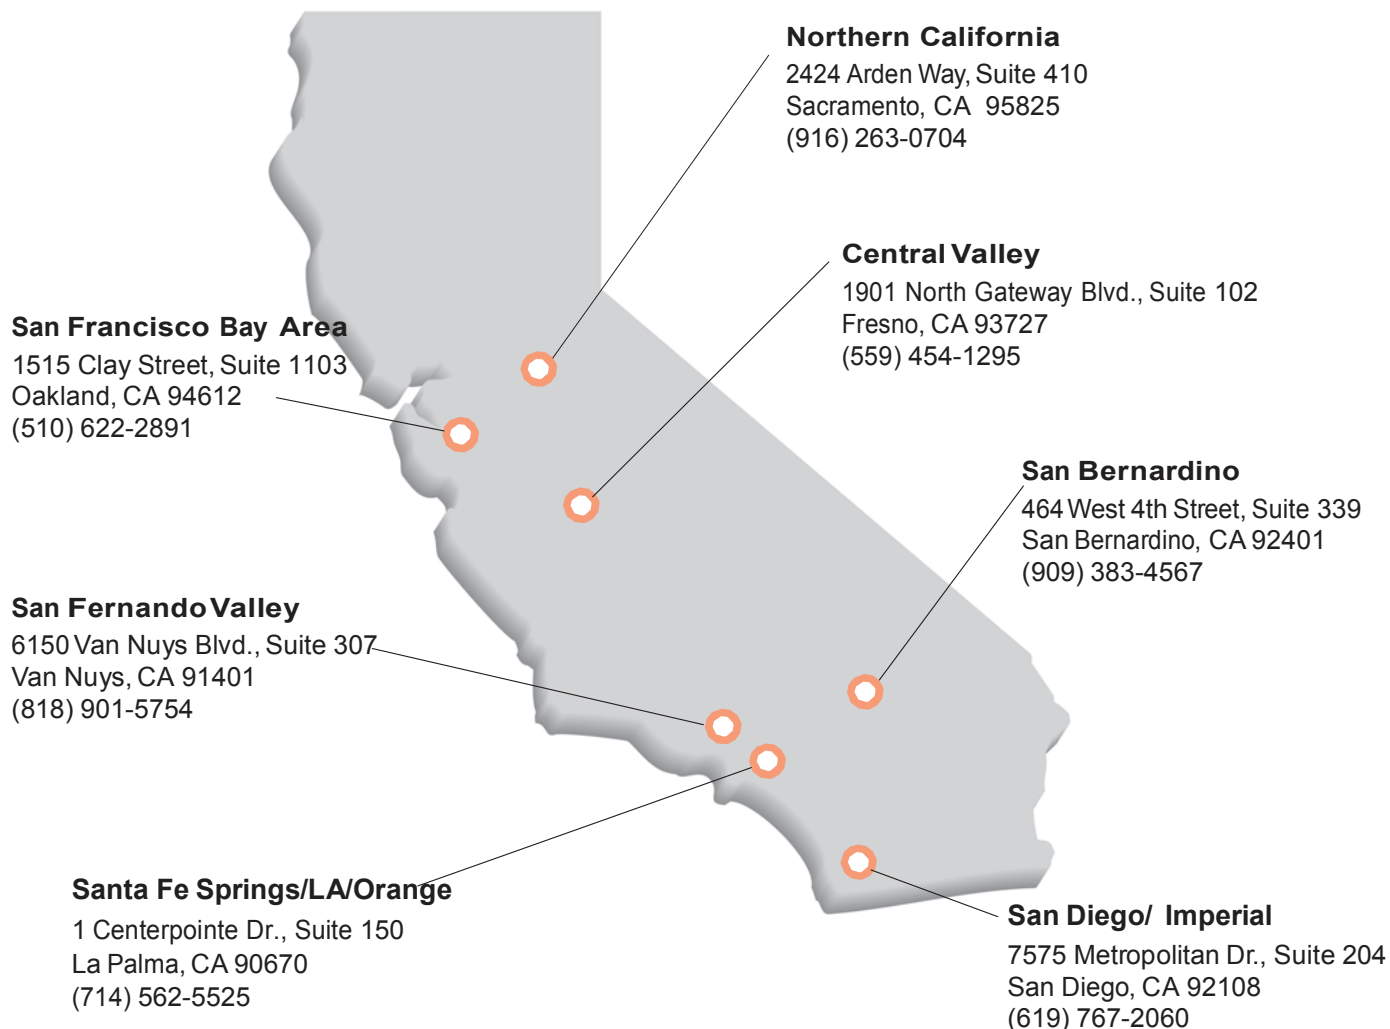 Northern California
2424 Arden Way, Suite 410
Sacramento, CA 95825
(916) 263-0704
Central Valley
1901 North Gateway Blvd., Suite 102
Fresno, CA 93727
(559) 454-1295
San Francisco Bay Area
1515 Clay Street, Suite 1103
Oakland, CA 94612
(510) 622-2891
San Bernardino
464 West 4th Street, Suite 339
San Bernardino, CA 92401
(909) 383-4567
San Fernando Valley
6150 Van Nuys Blvd., Suite 307
Van Nuys, CA 91401
(818) 901-5754
Santa Fe Springs/LA/Orange
1 Centerpointe Dr., Suite 150
La Palma, CA 90670
(714) 562-5525
San Diego/ Imperial
7575 Metropolitan Dr., Suite 204
San Diego, CA 92108
(619) 767-2060